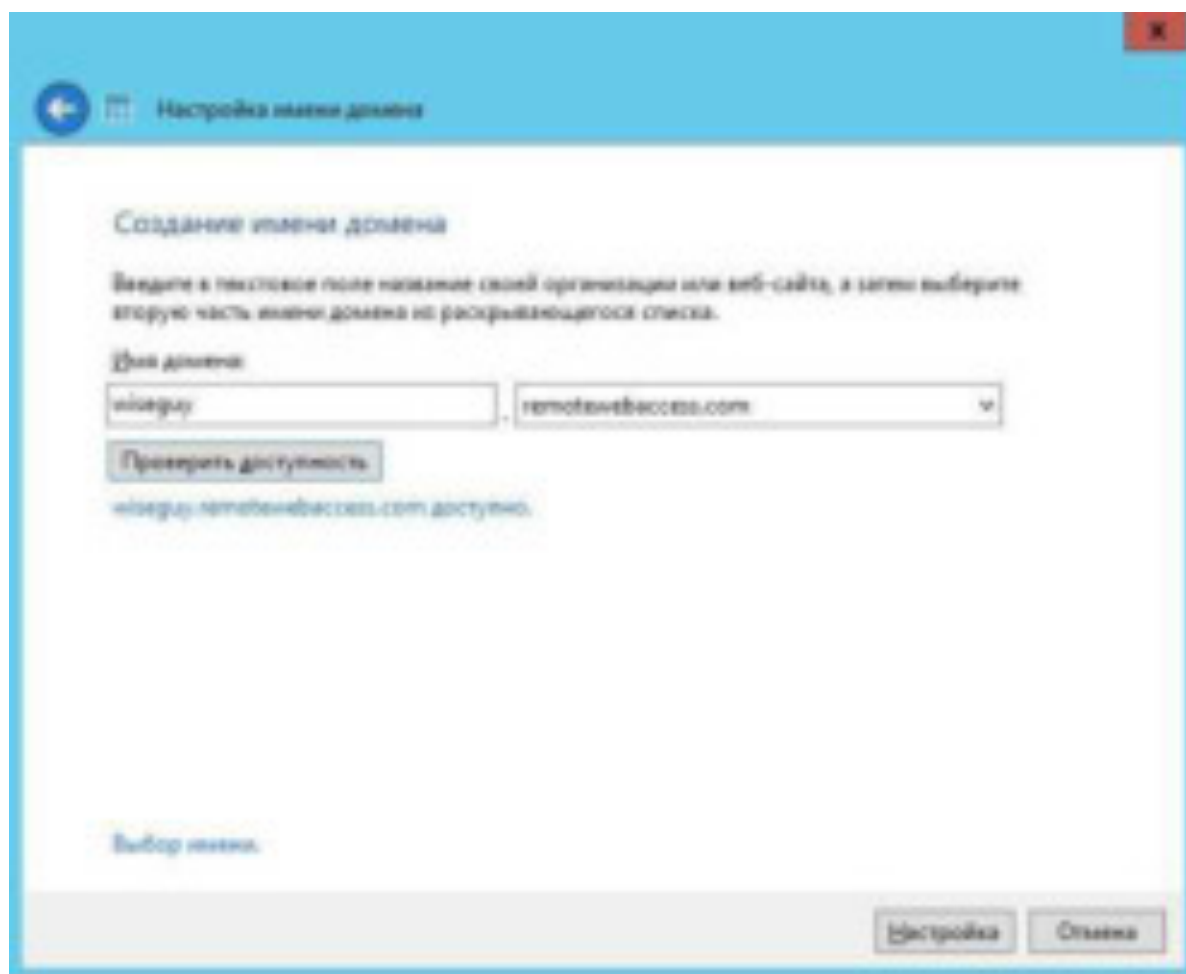 Настройка имени домена
Создание имени домена
Введите в текстовое поле название своей организации или веб-сайта, а затем выберите
вторую часть имени домена из раскрывающегося списка.
Имя домена:
wiseguy . remotewebaccess.com
Проверить доступность
wiseguy.remotewebaccess.com доступно.
Выбор имени.
Настройка Отмена